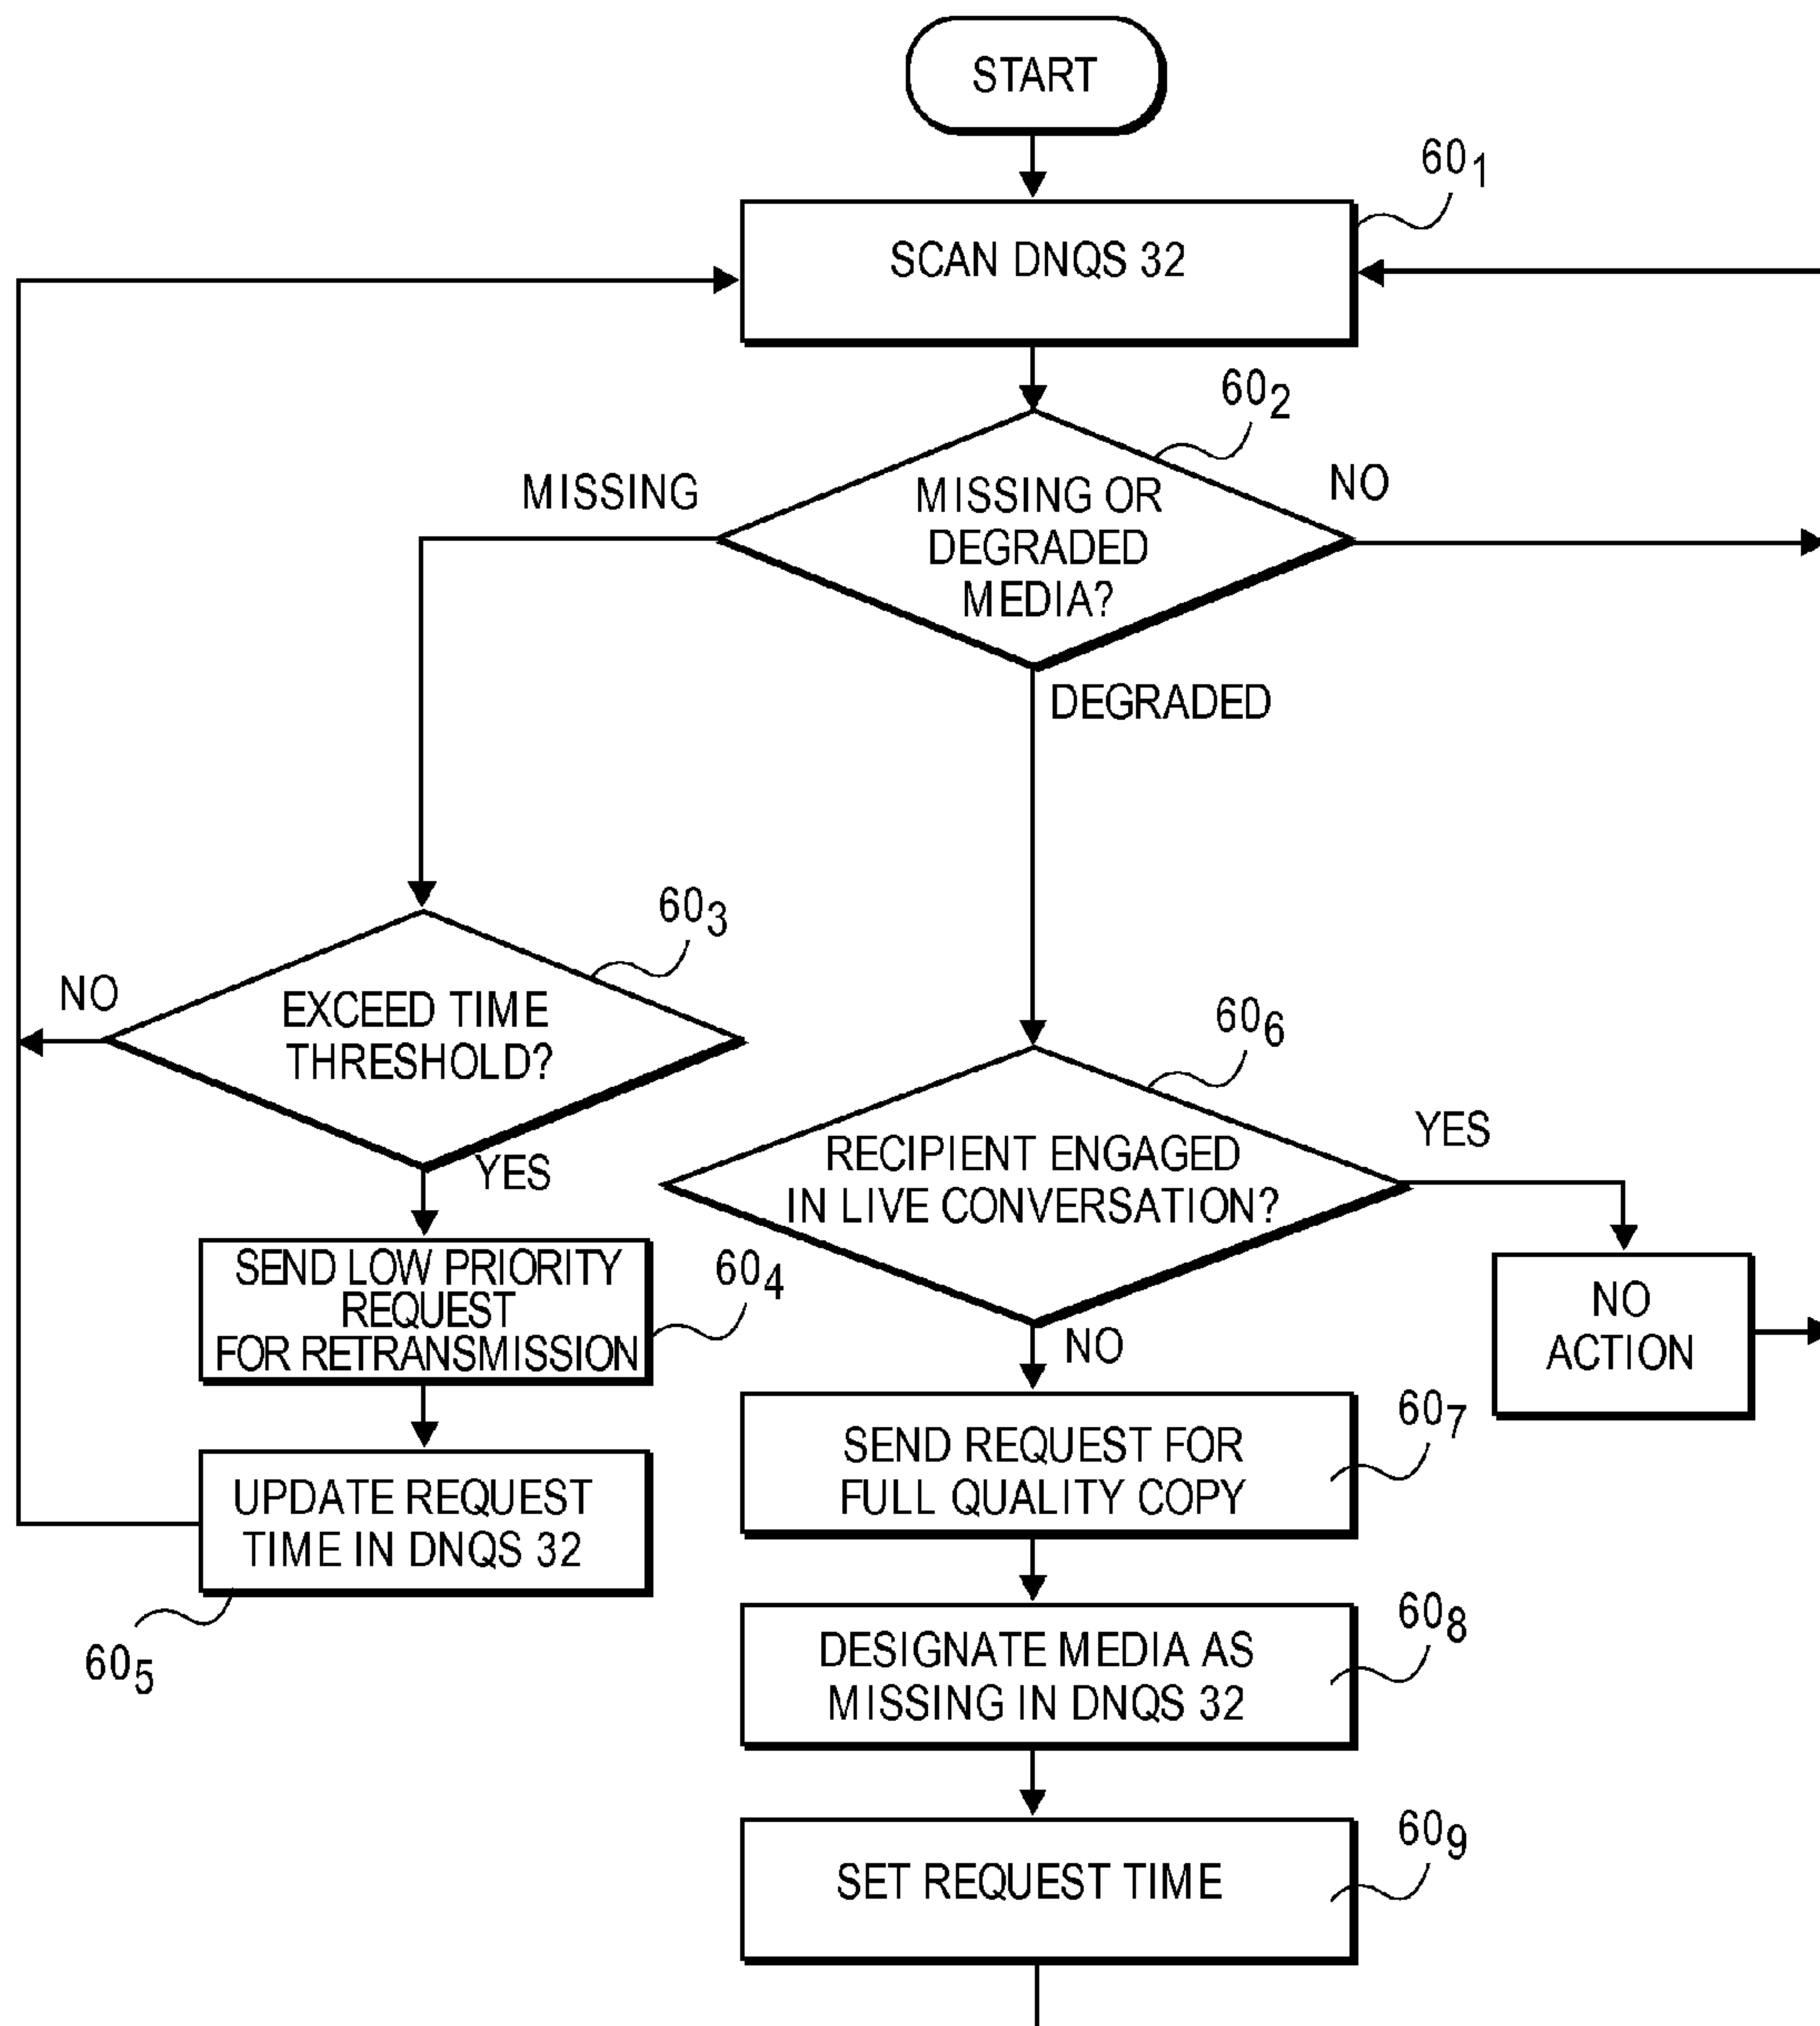 START
60₁
SCAN DNQS 32
60₂
MISSING
MISSING OR
DEGRADED
MEDIA?
NO
DEGRADED
60₃
NO
EXCEED TIME
THRESHOLD?
YES
60₆
RECIPIENT ENGAGED
IN LIVE CONVERSATION?
YES
SEND LOW PRIORITY
REQUEST
FOR RETRANSMISSION
60₄
NO
NO
ACTION
60₇
SEND REQUEST FOR
FULL QUALITY COPY
UPDATE REQUEST
TIME IN DNQS 32
60₅
60₈
DESIGNATE MEDIA AS
MISSING IN DNQS 32
60₉
SET REQUEST TIME